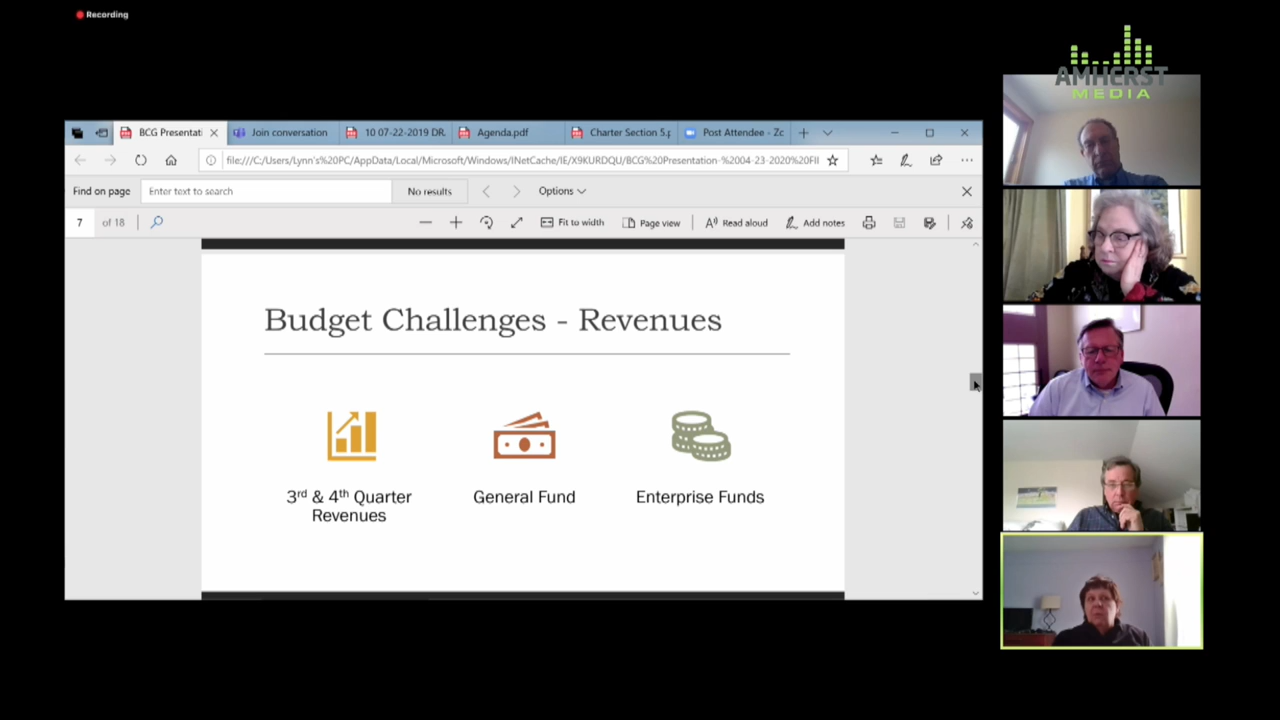 Recording
AMHERST
MEDIA
BCG Presentati
Join conversation
10 07-22-2019 DR.
Agenda.pdf
Charter Section 5.p
Post Attendee - Zc
file:///C:/Users/Lynn's%20PC/AppData/Local/Microsoft/Windows/INetCache/IE/X9KURDQU/BCG%20Presentation-%2004-23-2020%20FII
Find on page
Enter text to search
No results
Options
7 of 18
Fit to width
Page view
Read aloud
Add notes
Budget Challenges - Revenues
3rd & 4th Quarter
Revenues
General Fund
Enterprise Funds